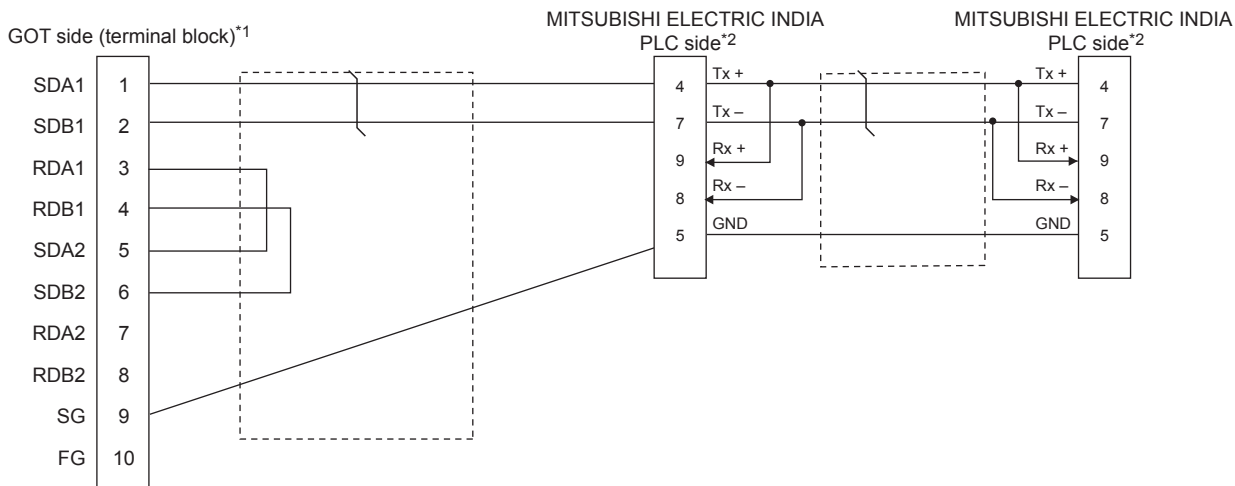 GOT side (terminal block)*1
MITSUBISHI ELECTRIC INDIA
PLC side*2
MITSUBISHI ELECTRIC INDIA
PLC side*2
SDA1 1
SDB1 2
RDA1 3
RDB1 4
SDA2 5
SDB2 6
RDA2 7
RDB2 8
SG 9
FG 10
4 Tx +
7 Tx –
9 Rx +
8 Rx –
5 GND
Tx + 4
Tx – 7
Rx + 9
Rx – 8
GND 5